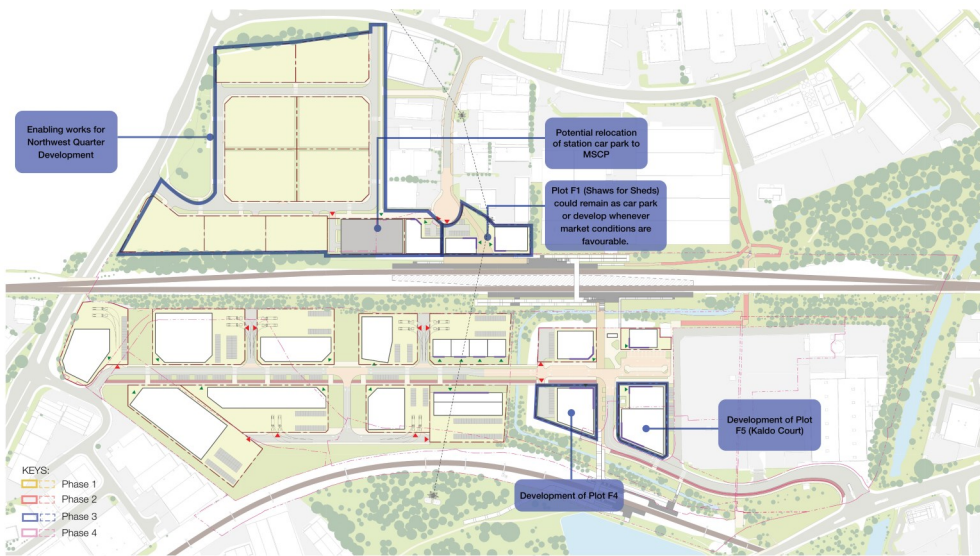 Enabling works for
Northwest Quarter
Development
Potential relocation
of station car park to
MSCP
Plot F1 (Shaws for Sheds)
could remain as car park
or develop whenever
market conditions are
favourable.
Development of Plot
F5 (Kaldo Court)
Development of Plot F4
KEYS:
Phase 1
Phase 2
Phase 3
Phase 4